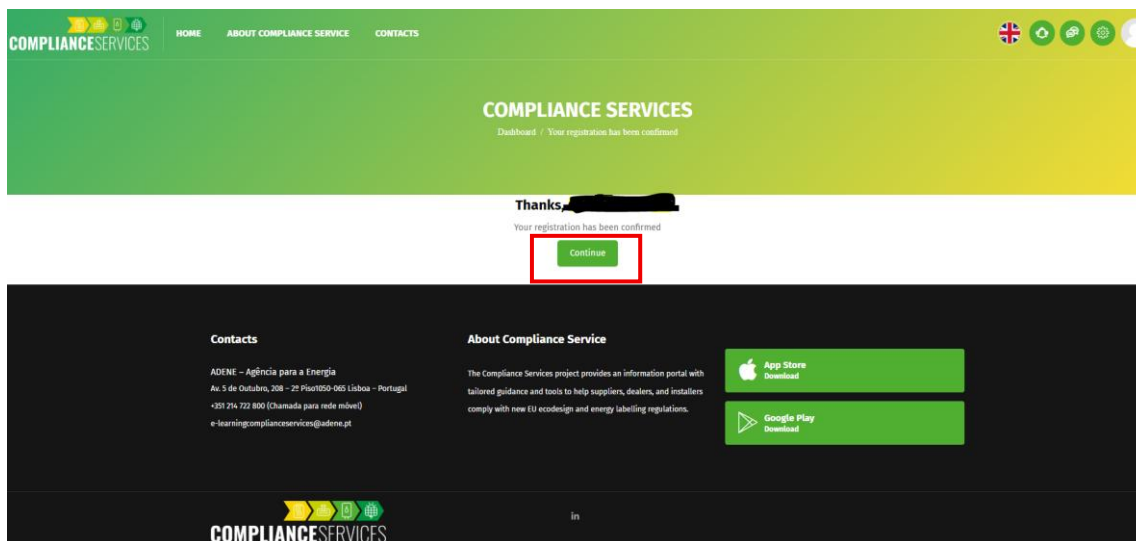 COMPLIANCESERVICES
HOME
ABOUT COMPLIANCE SERVICE
CONTACTS
COMPLIANCE SERVICES
Dashboard / Your registration has been confirmed
Thanks,
Your registration has been confirmed
Continue
Contacts
ADENE – Agência para a Energia
Av. 5 de Outubro, 208 – 2º Piso1050-065 Lisboa – Portugal
+351 214 722 800 (Chamada para rede móvel)
e-learningcomplianceservices@adene.pt
About Compliance Service
The Compliance Services project provides an information portal with
tailored guidance and tools to help suppliers, dealers, and installers
comply with new EU ecodesign and energy labelling regulations.
App Store
Download
Google Play
Download
COMPLIANCESERVICES
in